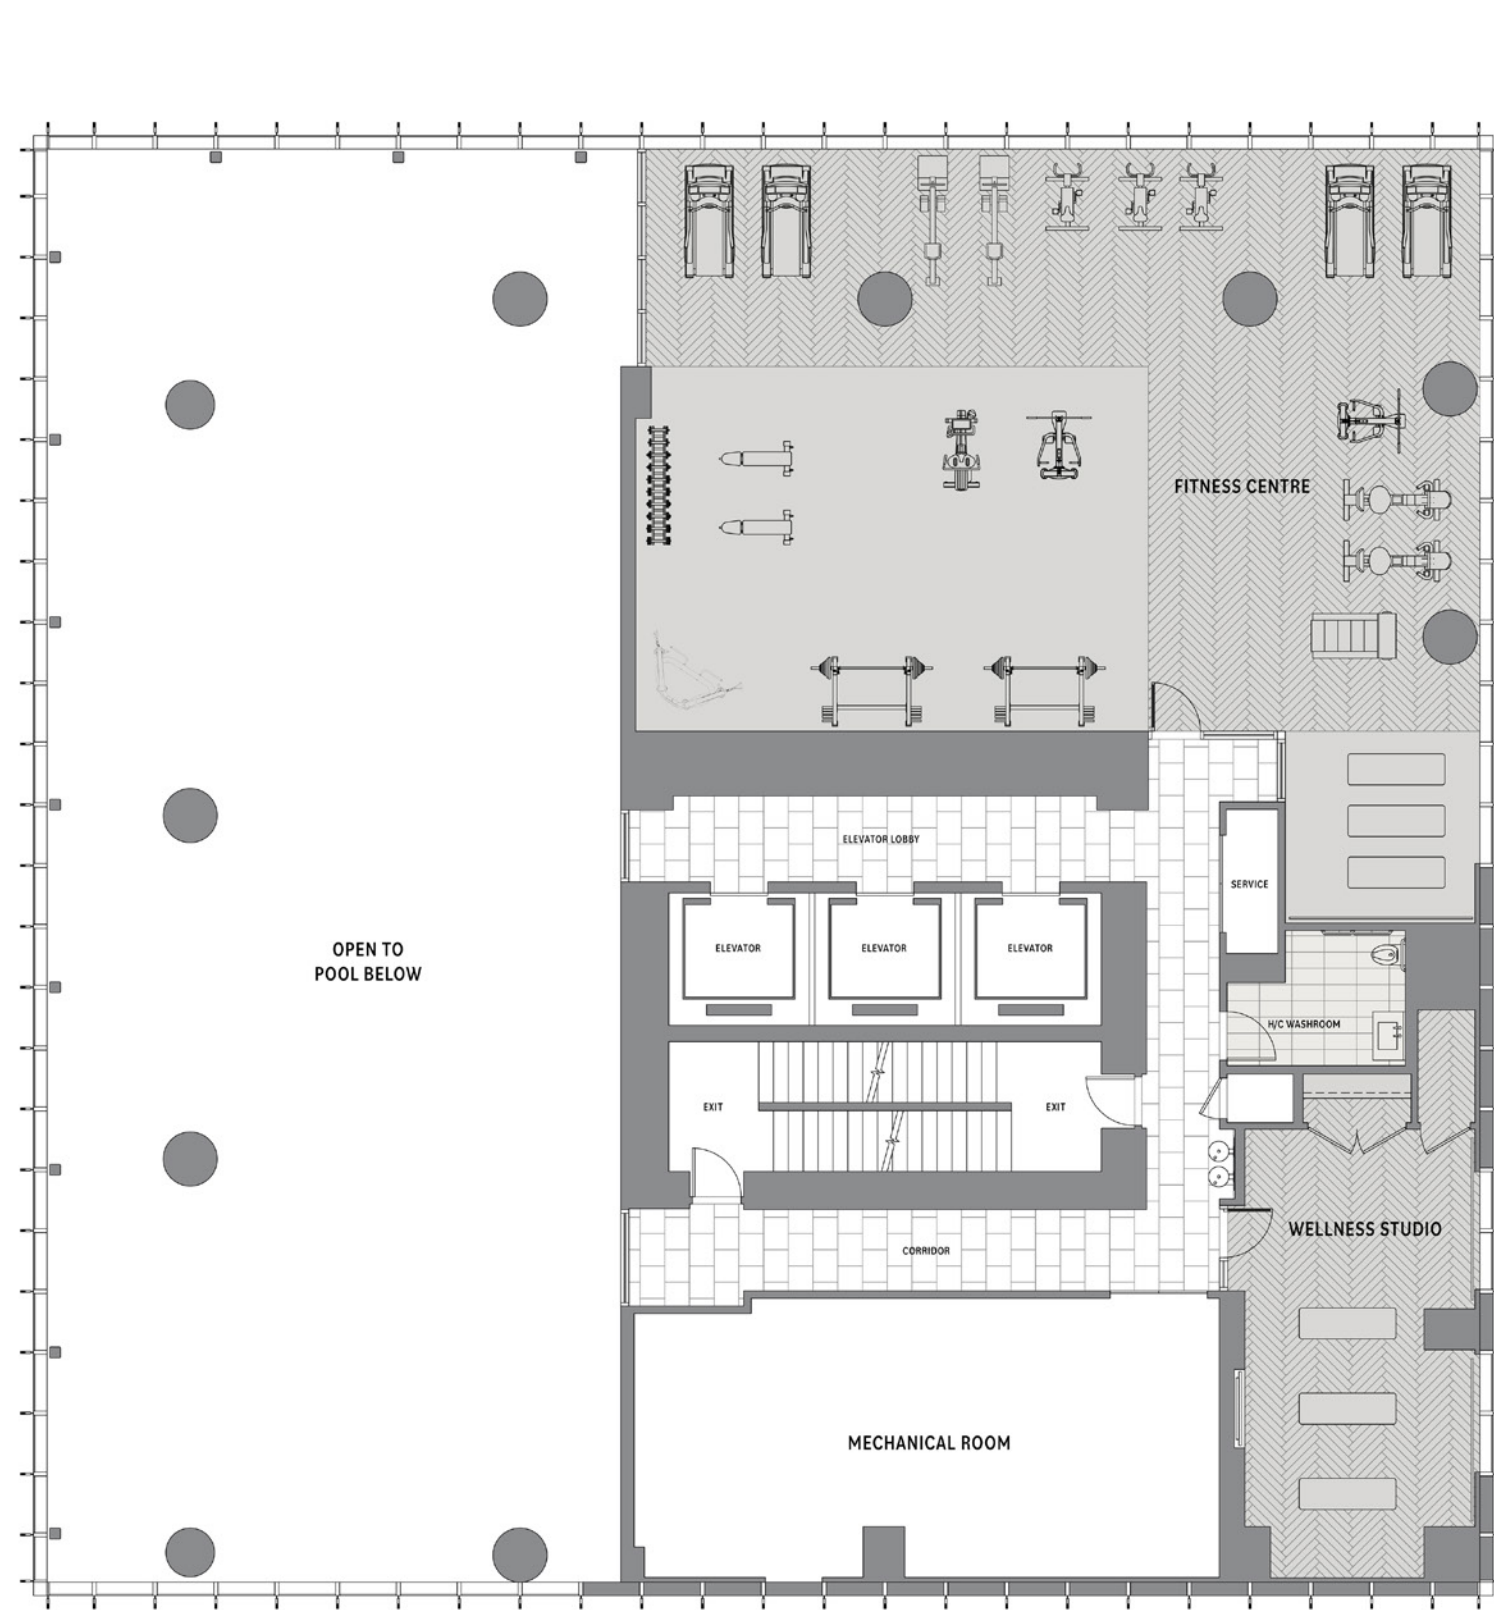 FITNESS CENTRE
ELEVATOR LOBBY
SERVICE
ELEVATOR
ELEVATOR
ELEVATOR
OPEN TO
POOL BELOW
H/C WASHROOM
EXIT
EXIT
WELLNESS STUDIO
CORRIDOR
MECHANICAL ROOM